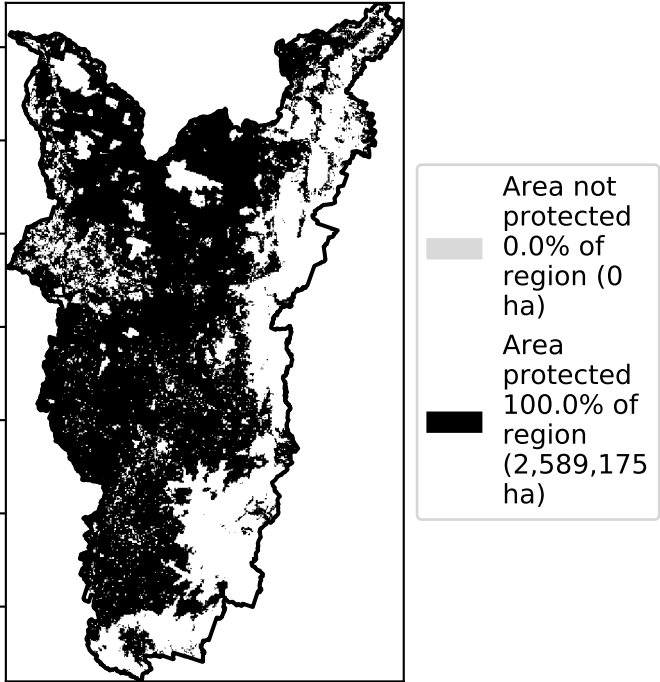 Area not
protected
0.0% of
region (0
ha)
Area
protected
100.0% of
region
(2,589,175
ha)